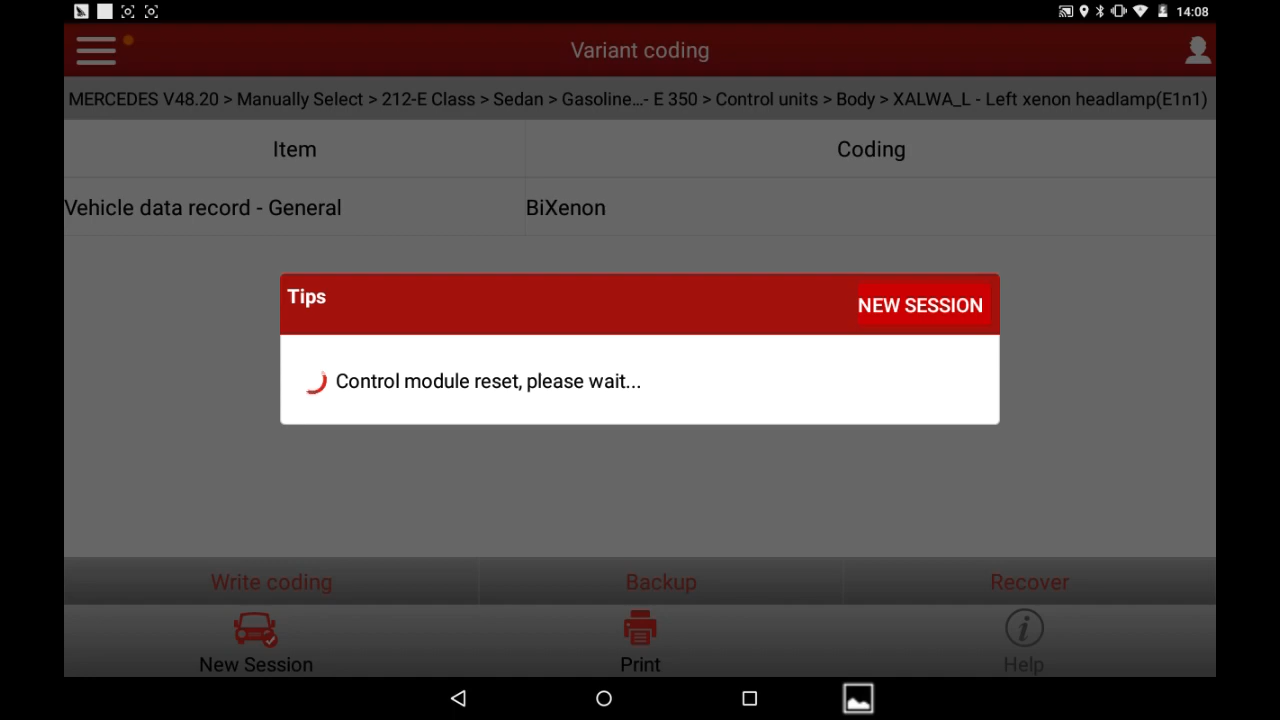 14:08
Variant coding
MERCEDES V48.20 > Manually Select > 212-E Class > Sedan > Gasoline...- E 350 > Control units > Body > XALWA_L - Left xenon headlamp(E1n1)
Item Coding
Vehicle data record - General BiXenon
Tips NEW SESSION
Control module reset, please wait...
Write coding Backup Recover
New Session Print Help